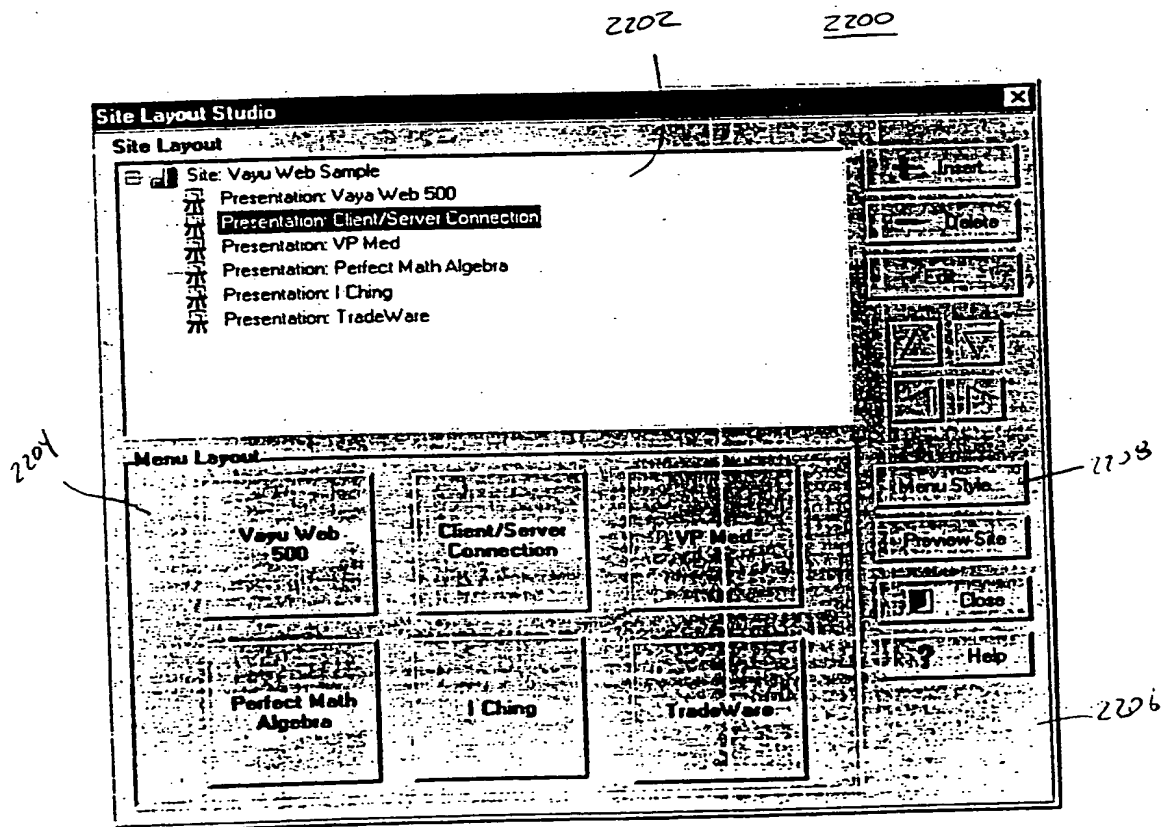 2202
2200
Site Layout Studio
Site Layout
Site: Vayu Web Sample
Presentation: Vaya Web 500
Presentation: Client/Server Connection
Presentation: VP Med
Presentation: Perfect Math Algebra
Presentation: I Ching
Presentation: TradeWare
Insert...
Delete
Edit...
Menu Layout
2204
Vayu Web
500
Client/Server
Connection
VP Med
Perfect Math
Algebra
I Ching
TradeWare
Menu Style...
2208
Preview Site
Close
? Help
2206